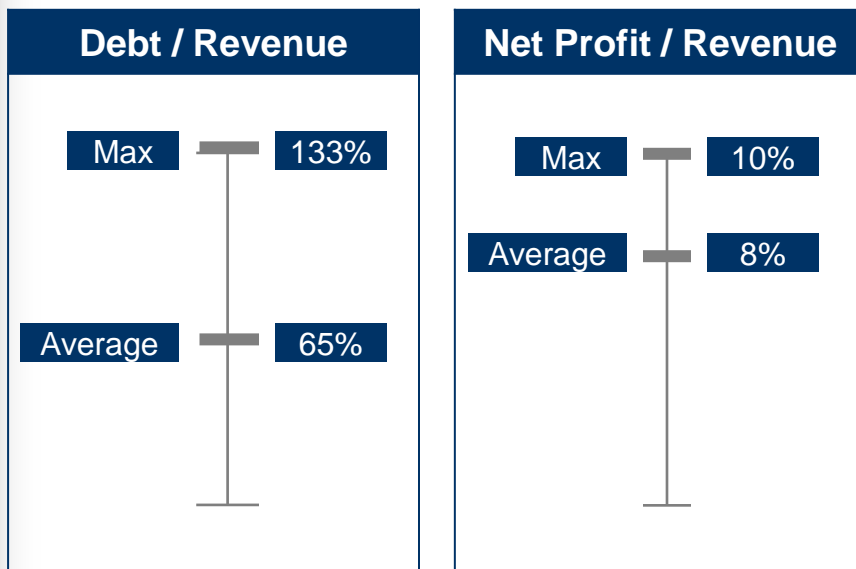 Debt / Revenue
Max 133%
Average 65%
Net Profit / Revenue
Max 10%
Average 8%